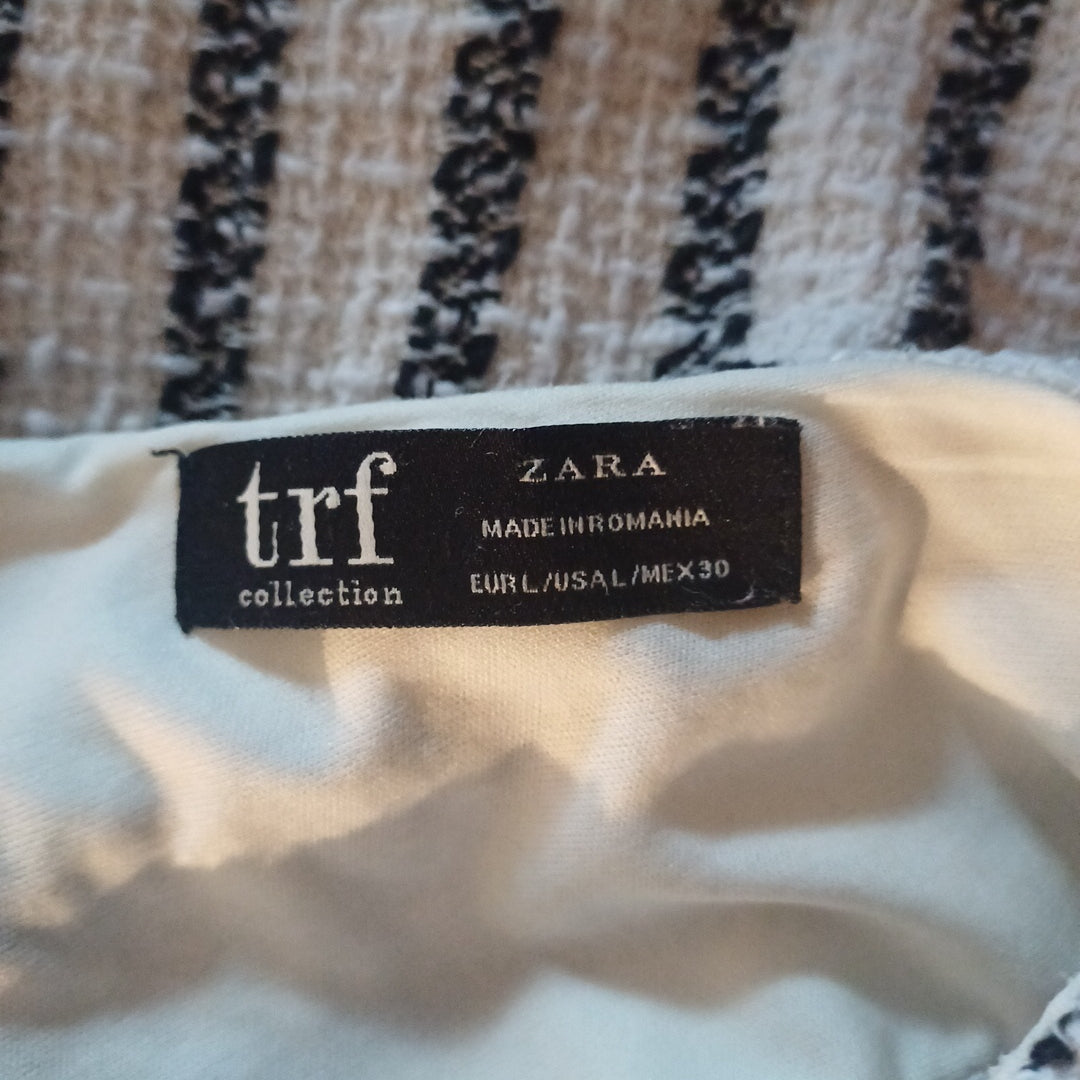 trf
collection
ZARA
MADE IN ROMANIA
EUR L/USA L/MEX 30